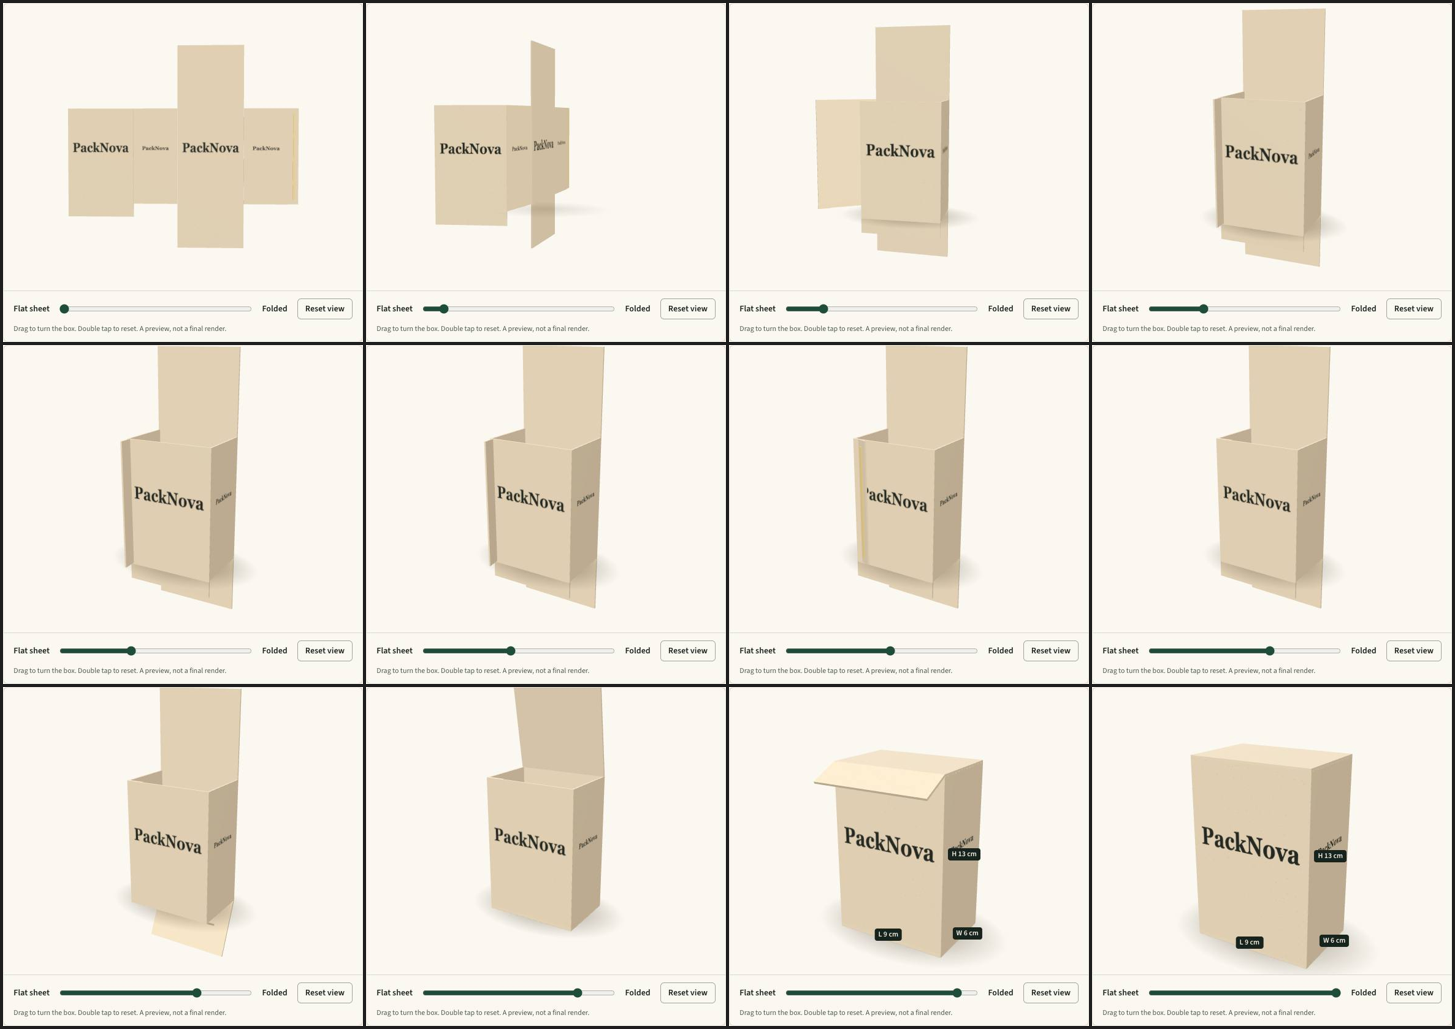 PackNova PackNova PackNova PackNova
Flat sheet Folded Reset view
Drag to turn the box. Double tap to reset. A preview, not a final render.
PackNova PackNova PackNova
Flat sheet Folded Reset view
Drag to turn the box. Double tap to reset. A preview, not a final render.
PackNova
Flat sheet Folded Reset view
Drag to turn the box. Double tap to reset. A preview, not a final render.
PackNova PackNova
Flat sheet Folded Reset view
Drag to turn the box. Double tap to reset. A preview, not a final render.
PackNova PackNova
Flat sheet Folded Reset view
Drag to turn the box. Double tap to reset. A preview, not a final render.
PackNova PackNova
Flat sheet Folded Reset view
Drag to turn the box. Double tap to reset. A preview, not a final render.
PackNova PackNova
Flat sheet Folded Reset view
Drag to turn the box. Double tap to reset. A preview, not a final render.
PackNova PackNova
Flat sheet Folded Reset view
Drag to turn the box. Double tap to reset. A preview, not a final render.
PackNova PackNova
Flat sheet Folded Reset view
Drag to turn the box. Double tap to reset. A preview, not a final render.
PackNova PackNova
Flat sheet Folded Reset view
Drag to turn the box. Double tap to reset. A preview, not a final render.
PackNova PackNova
H 13 cm
L 9 cm W 6 cm
Flat sheet Folded Reset view
Drag to turn the box. Double tap to reset. A preview, not a final render.
PackNova PackNova
H 13 cm
L 9 cm W 6 cm
Flat sheet Folded Reset view
Drag to turn the box. Double tap to reset. A preview, not a final render.